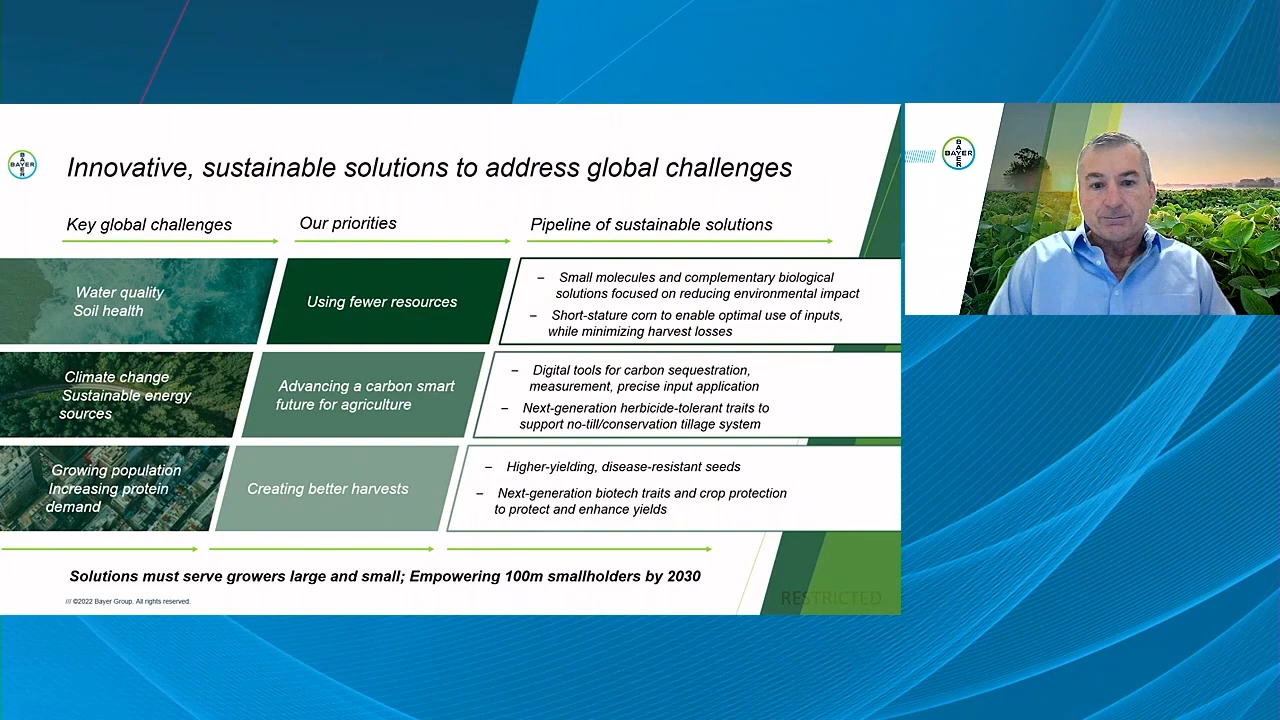 Innovative, sustainable solutions to address global challenges
Key global challenges
Our priorities
Pipeline of sustainable solutions
Water quality
Soil health
Using fewer resources
– Small molecules and complementary biological
solutions focused on reducing environmental impact
– Short-stature corn to enable optimal use of inputs,
while minimizing harvest losses
Climate change
Sustainable energy
sources
Advancing a carbon smart
future for agriculture
– Digital tools for carbon sequestration,
measurement, precise input application
– Next-generation herbicide-tolerant traits to
support no-till/conservation tillage system
Growing population
Increasing protein
demand
Creating better harvests
– Higher-yielding, disease-resistant seeds
– Next-generation biotech traits and crop protection
to protect and enhance yields
Solutions must serve growers large and small; Empowering 100m smallholders by 2030
/// ©2022 Bayer Group. All rights reserved.
RESTRICTED
BAYER
BAYER
BAYER
BAYER